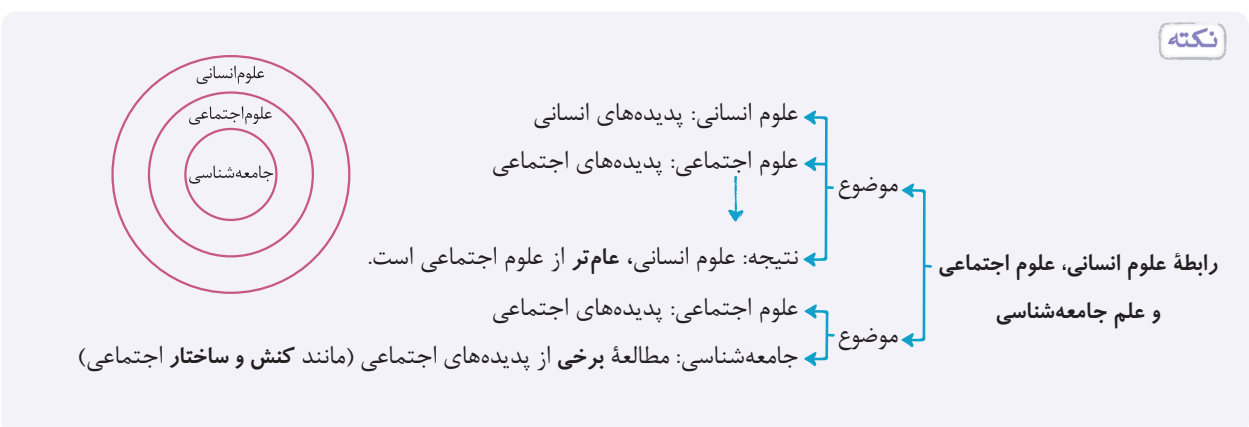 نکته
علوم‌انسانی
علوم‌اجتماعی
جامعه‌شناسی
رابطهٔ علوم انسانی، علوم اجتماعی
و علم جامعه‌شناسی
موضوع
علوم انسانی: پدیده‌های انسانی
علوم اجتماعی: پدیده‌های اجتماعی
نتیجه: علوم انسانی، عام‌تر از علوم اجتماعی است.
موضوع
علوم اجتماعی: پدیده‌های اجتماعی
جامعه‌شناسی: مطالعهٔ برخی از پدیده‌های اجتماعی (مانند کنش و ساختار اجتماعی)